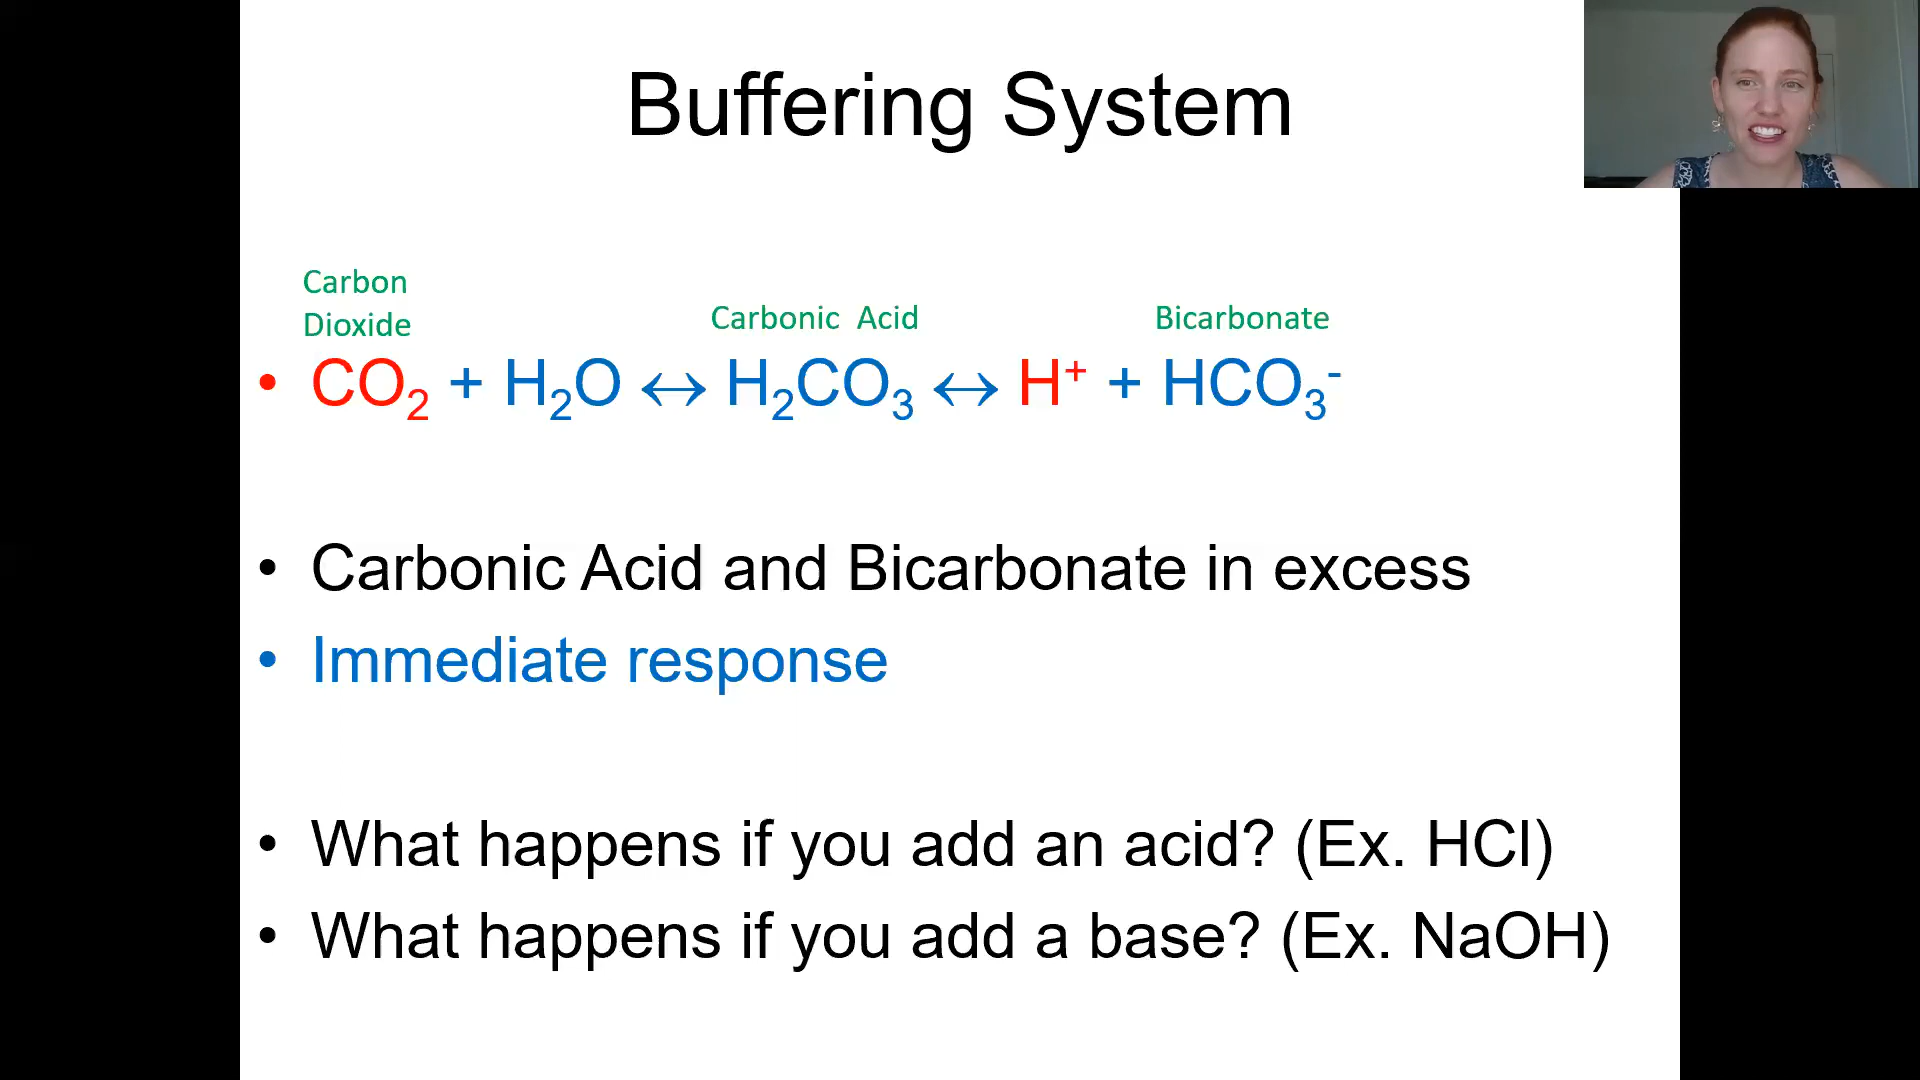 Buffering System
Carbon
Dioxide
Carbonic Acid
Bicarbonate
• CO₂ + H₂O ↔ H₂CO₃ ↔ H⁺ + HCO₃⁻
• Carbonic Acid and Bicarbonate in excess
• Immediate response
• What happens if you add an acid? (Ex. HCl)
• What happens if you add a base? (Ex. NaOH)